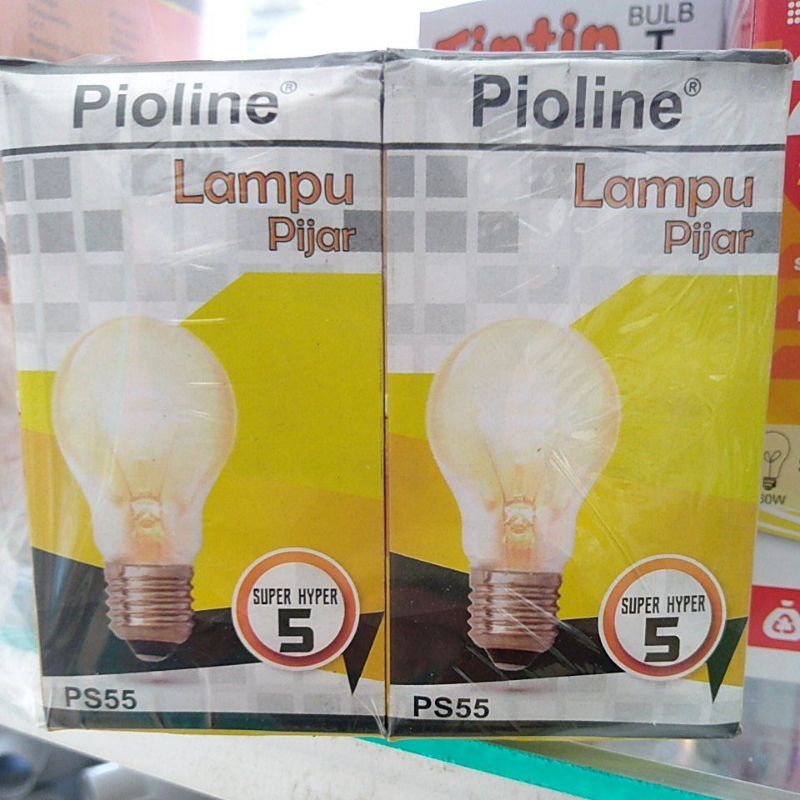 Pioline®
Lampu
Pijar
SUPER HYPER
5
PS55
Pioline®
Lampu
Pijar
SUPER HYPER
5
PS55
BULB